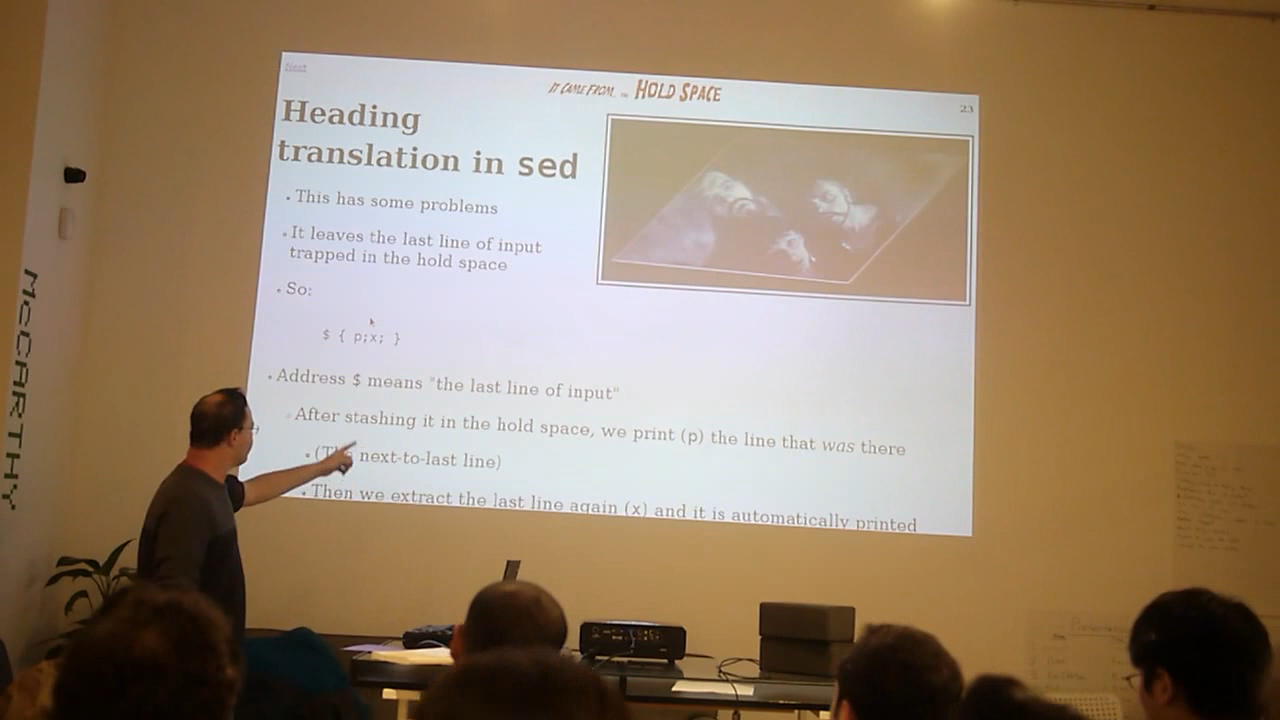 Next
IT CAME FROM... THE HOLD SPACE
23
Heading
translation in sed
• This has some problems
• It leaves the last line of input
trapped in the hold space
• So:
$ { p;x; }
• Address $ means "the last line of input"
◦ After stashing it in the hold space, we print (p) the line that was there
▪ (The next-to-last line)
▪ Then we extract the last line again (x) and it is automatically printed
MCCARTHY